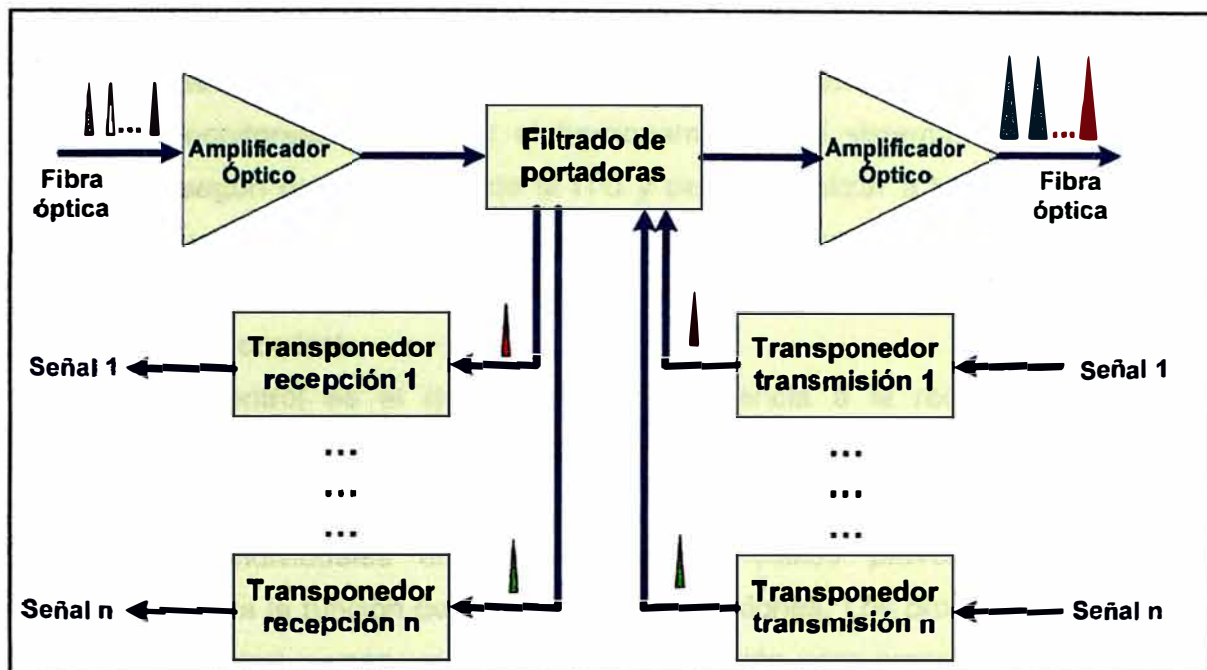 Amplificador
Óptico
Filtrado de
portadoras
Amplificador
Óptico
Fibra
óptica
Fibra
óptica
Señal 1
Transponedor
recepción 1
Transponedor
transmisión 1
Señal 1
...
...
...
...
...
...
Señal n
Transponedor
recepción n
Transponedor
transmisión n
Señal n